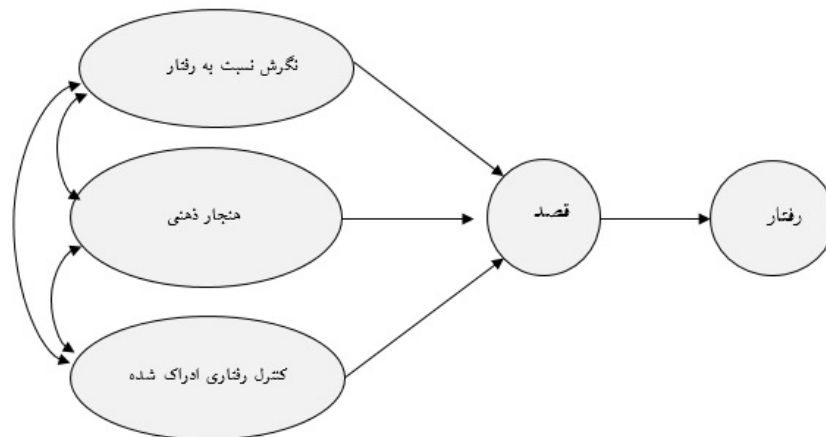 نگرش نسبت به رفتار
هنجار ذهنی
قصد
رفتار
کنترل رفتاری ادراک شده